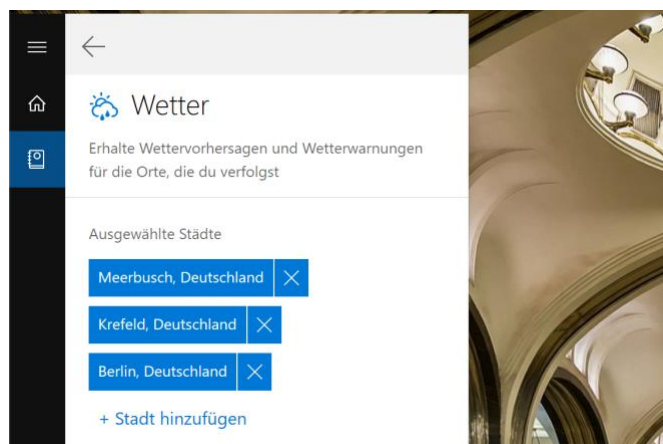 Wetter
Erhalte Wettervorhersagen und Wetterwarnungen
für die Orte, die du verfolgst
Ausgewählte Städte
Meerbusch, Deutschland
Krefeld, Deutschland
Berlin, Deutschland
+ Stadt hinzufügen